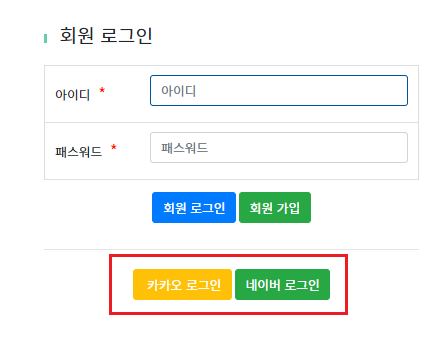 회원 로그인
아이디 * 아이디
패스워드 * 패스워드
회원 로그인 회원 가입
카카오 로그인 네이버 로그인